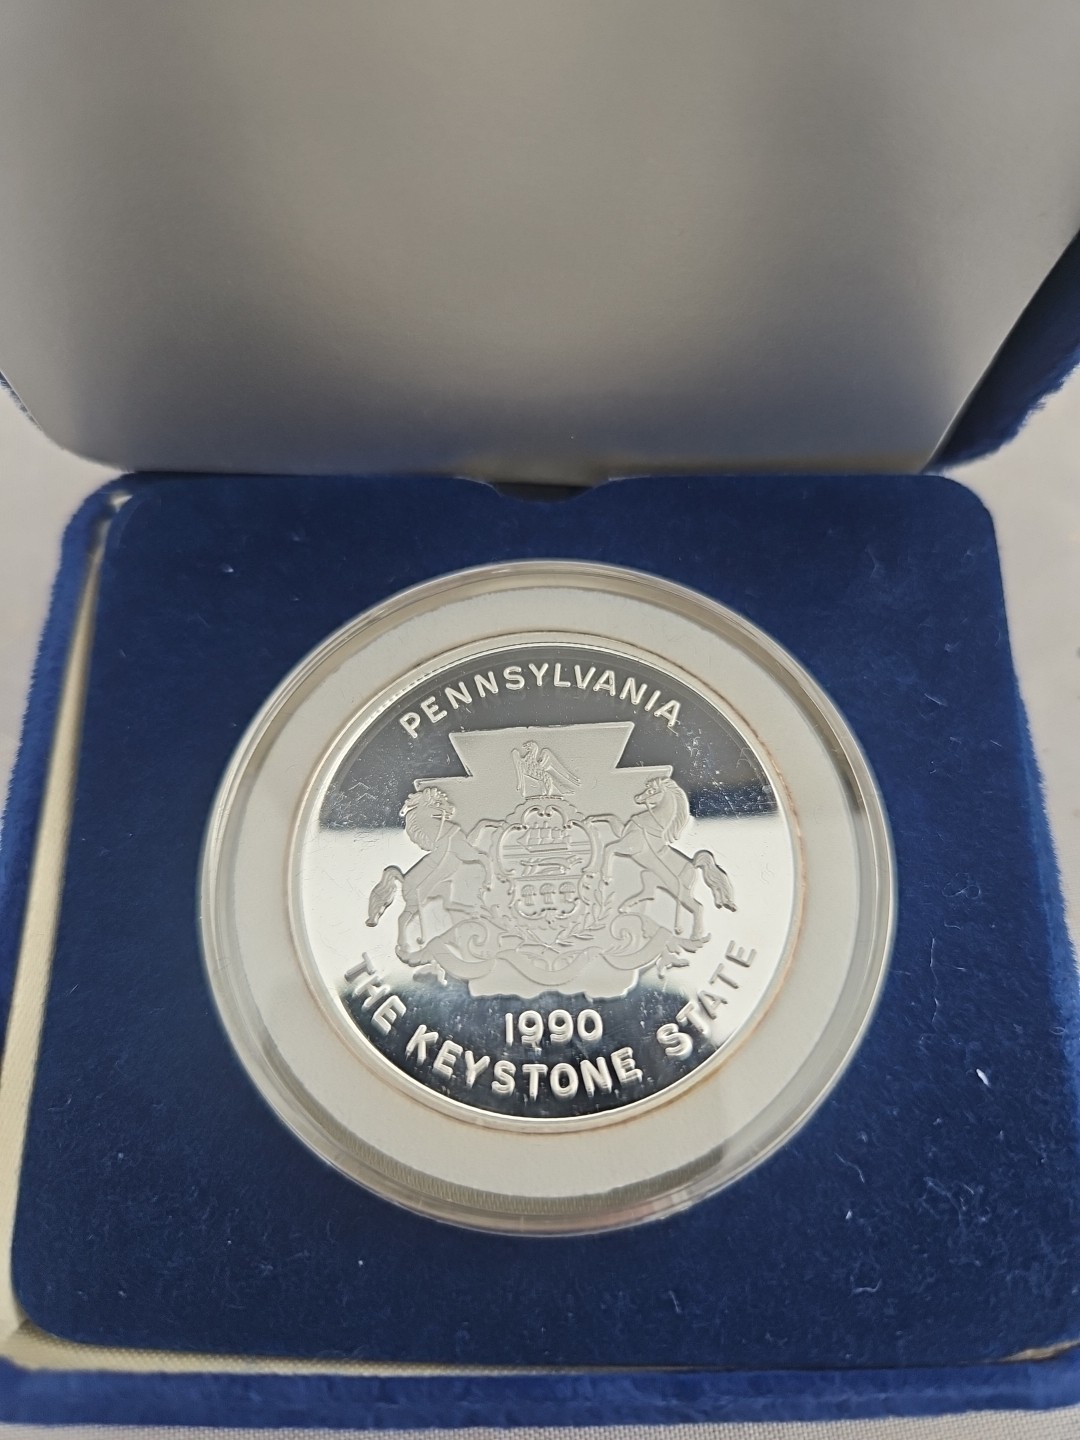 PENNSYLVANIA
1990
THE KEYSTONE STATE